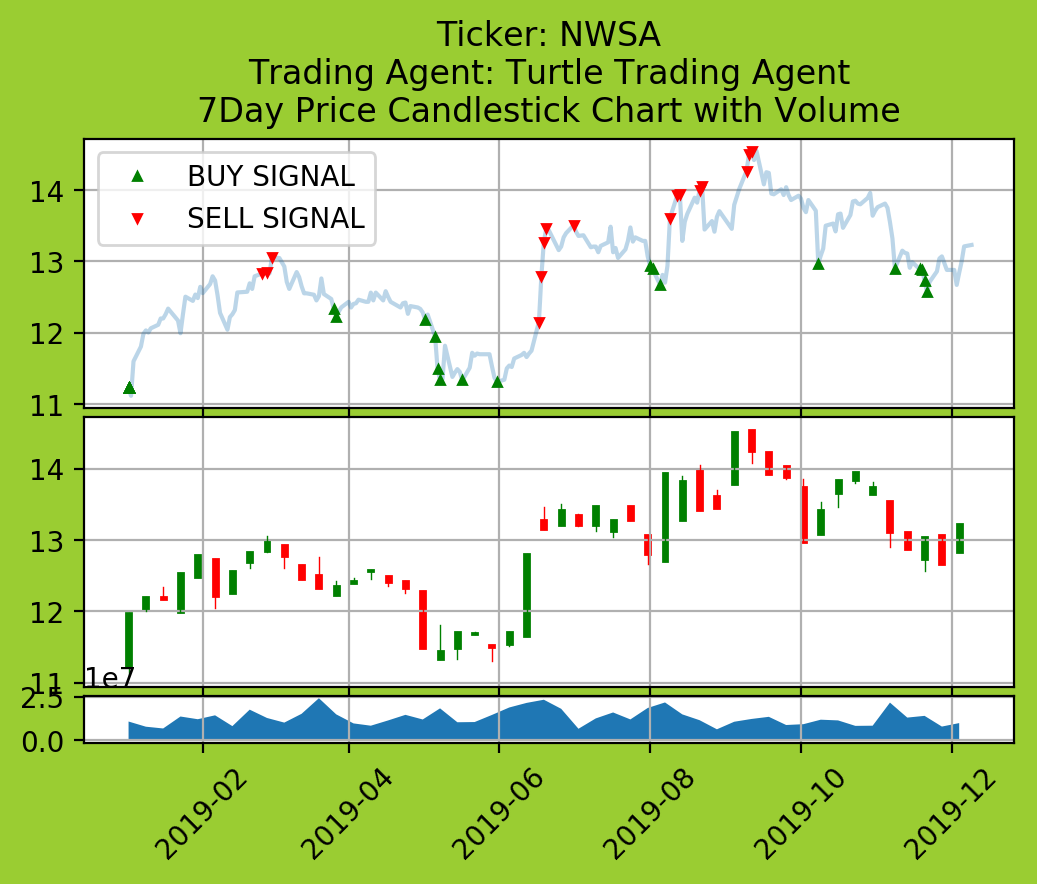 Ticker: NWSA
Trading Agent: Turtle Trading Agent
7Day Price Candlestick Chart with Volume
BUY SIGNAL
SELL SIGNAL
14
13
12
11
14
13
12
11
1e7
2.5
0.0
2019-02
2019-04
2019-06
2019-08
2019-10
2019-12